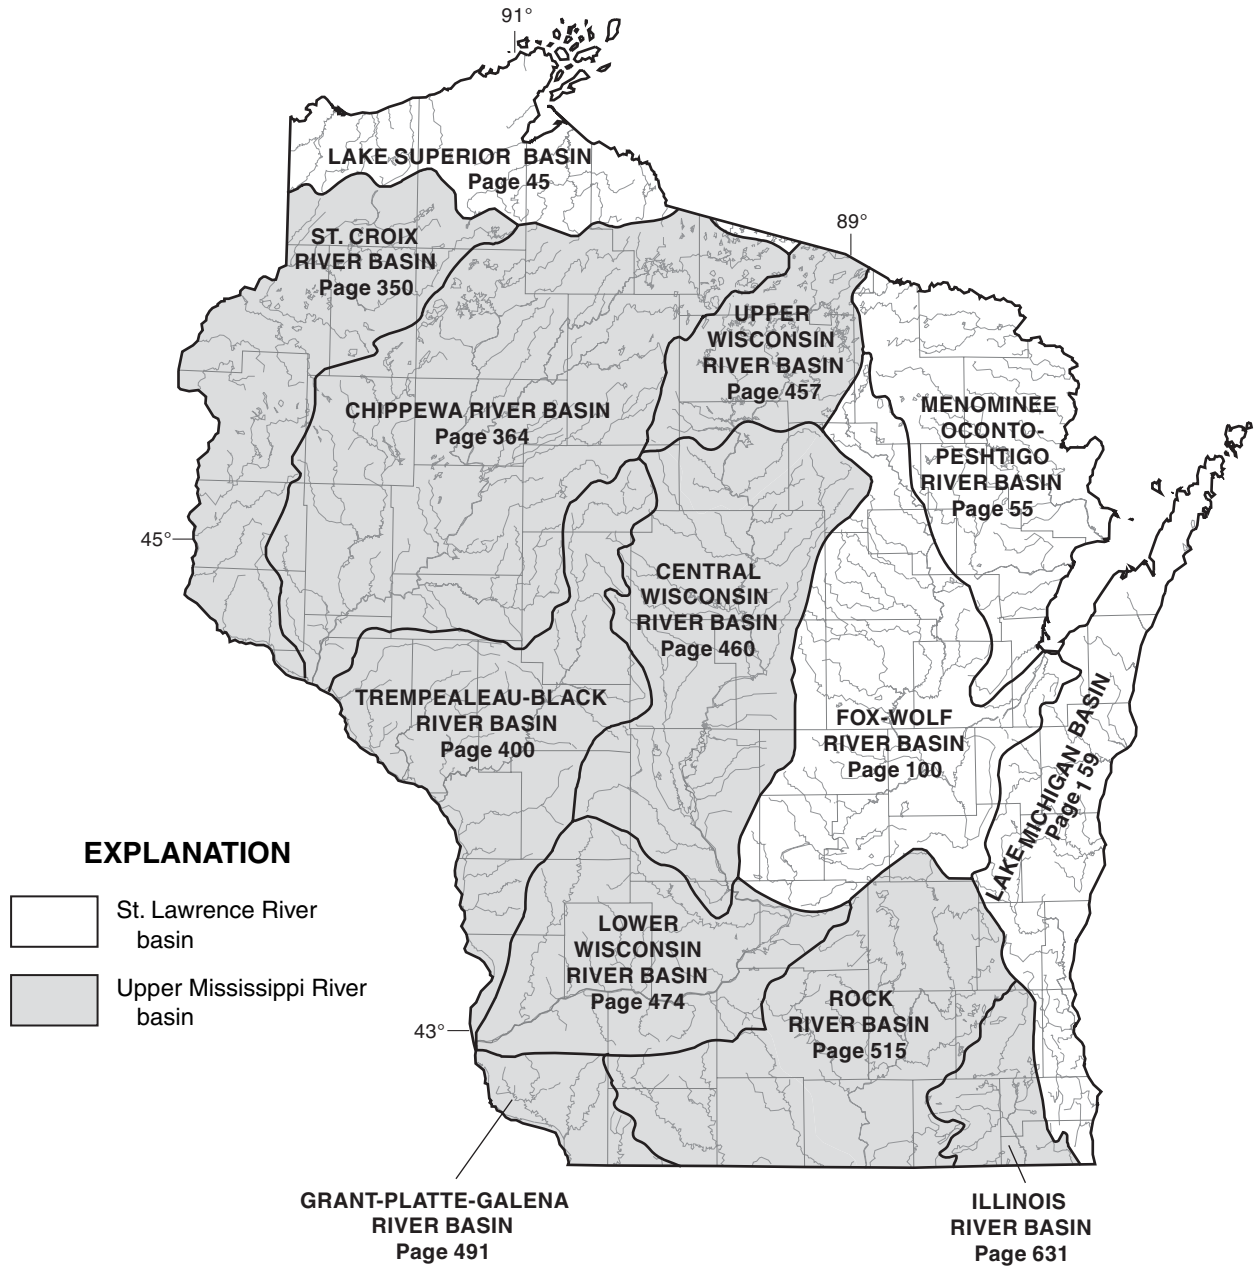 91°
LAKE SUPERIOR BASIN
Page 45
89°
ST. CROIX
RIVER BASIN
Page 350
UPPER
WISCONSIN
RIVER BASIN
Page 457
CHIPPEWA RIVER BASIN
Page 364
MENOMINEE
OCONTO-
PESHTIGO
RIVER BASIN
Page 55
45°
CENTRAL
WISCONSIN
RIVER BASIN
Page 460
TREMPEALEAU-BLACK
RIVER BASIN
Page 400
FOX-WOLF
RIVER BASIN
Page 100
LAKE MICHIGAN BASIN
Page 159
EXPLANATION
St. Lawrence River
basin
Upper Mississippi River
basin
LOWER
WISCONSIN
RIVER BASIN
Page 474
ROCK
RIVER BASIN
Page 515
43°
GRANT-PLATTE-GALENA
RIVER BASIN
Page 491
ILLINOIS
RIVER BASIN
Page 631